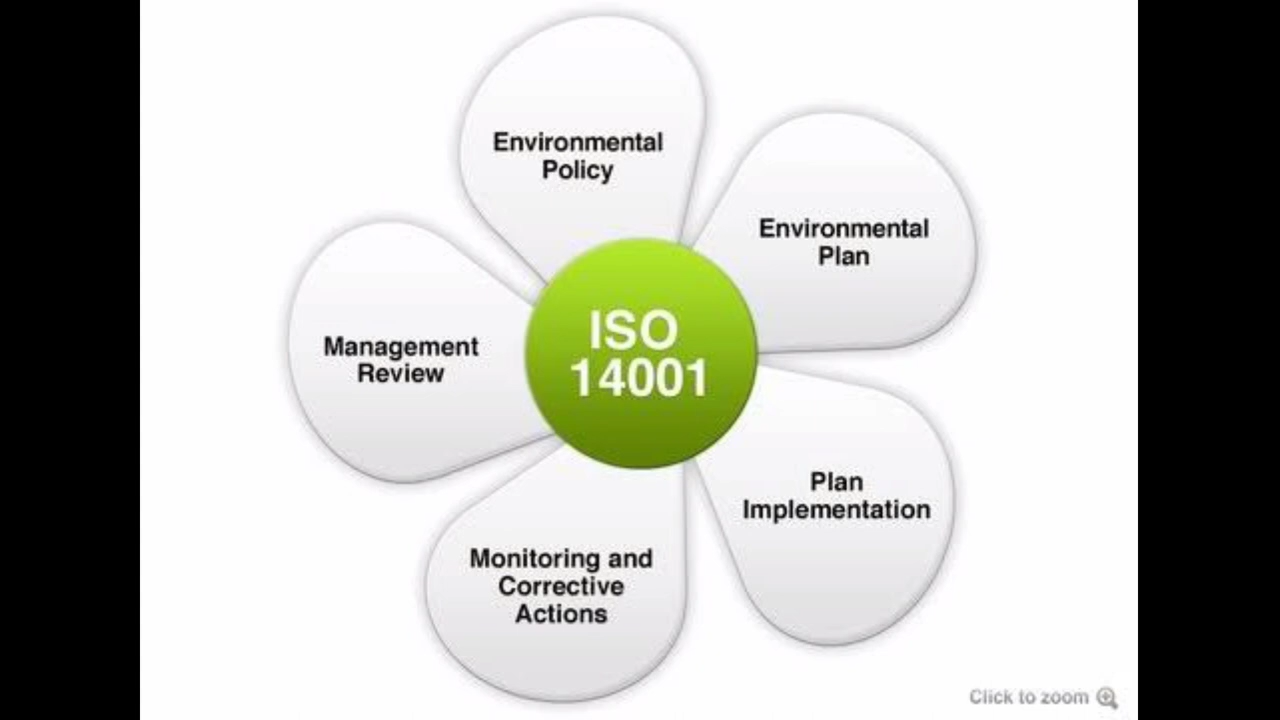 Environmental
Policy
Environmental
Plan
Management
Review
ISO
14001
Plan
Implementation
Monitoring and
Corrective
Actions
Click to zoom